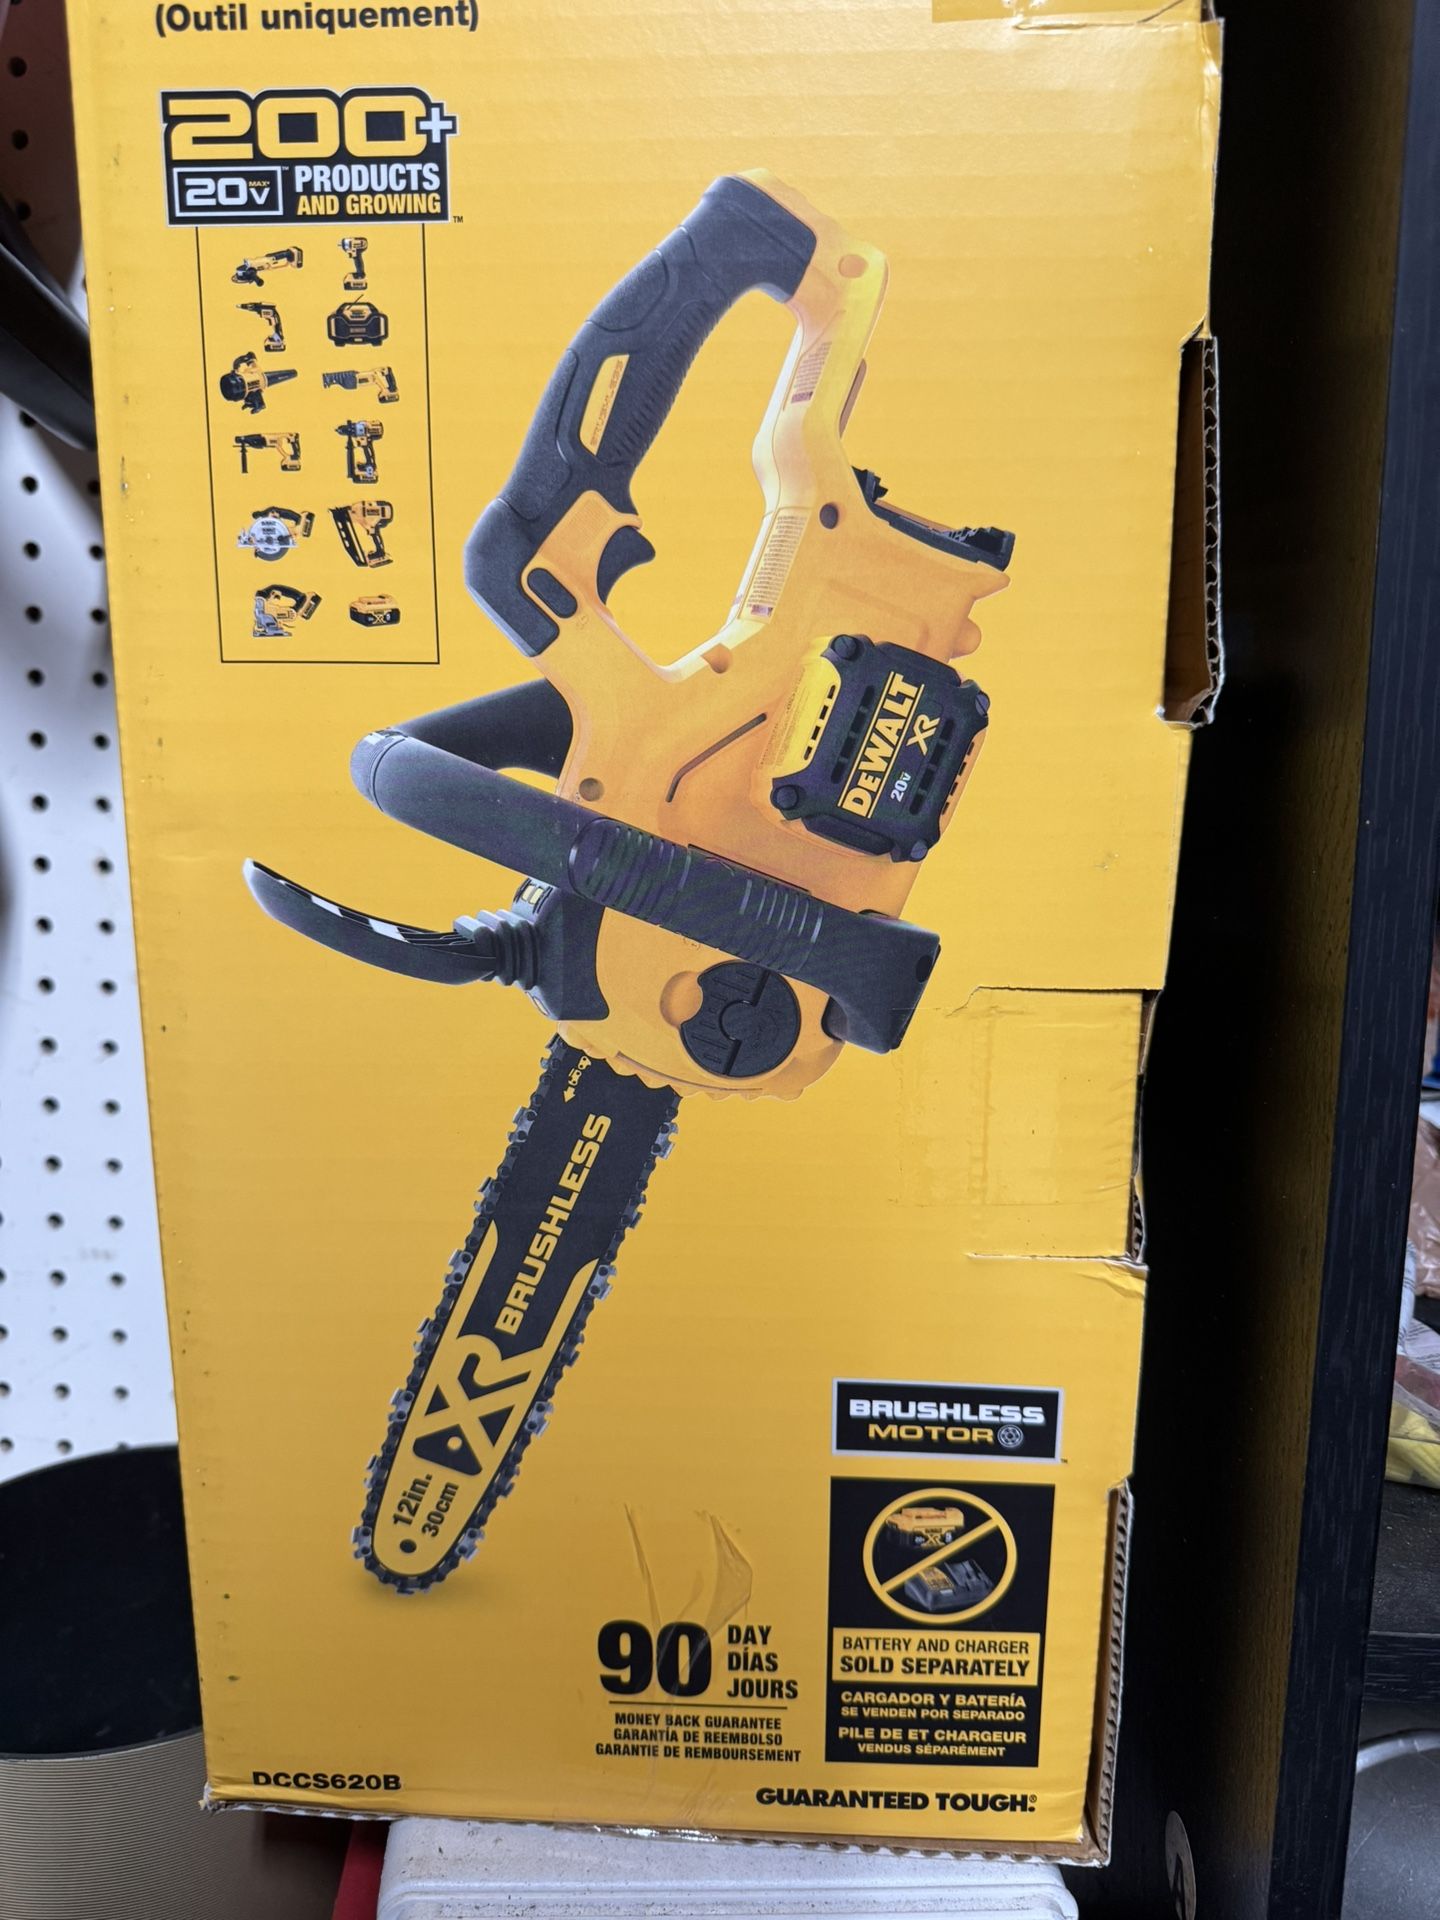 (Outil uniquement)
200+
20V MAX* PRODUCTS
AND GROWING™
BRUSHLESS
DEWALT
XR
20V
BRUSHLESS
XR
12in.
30cm
BRUSHLESS
MOTOR
BATTERY AND CHARGER
SOLD SEPARATELY
CARGADOR Y BATERÍA
SE VENDEN POR SEPARADO
PILE DE ET CHARGEUR
VENDUS SÉPARÉMENT
90 DAY
DÍAS
JOURS
MONEY BACK GUARANTEE
GARANTÍA DE REEMBOLSO
GARANTIE DE REMBOURSEMENT
DCCS620B
GUARANTEED TOUGH.®